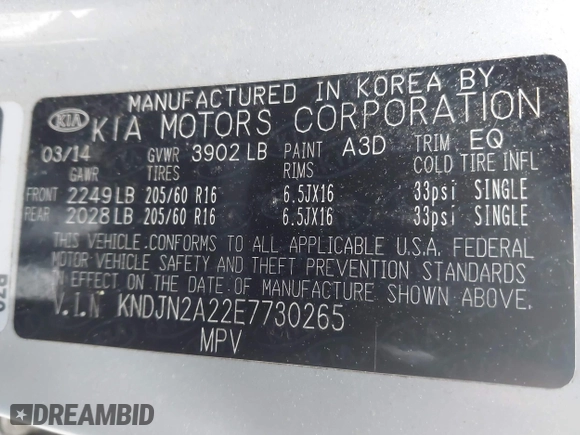 MANUFACTURED IN KOREA BY
KIA KIA MOTORS CORPORATION
03/14 GVWR 3902 LB PAINT A3D TRIM EQ
GAWR TIRES RIMS COLD TIRE INFL
FRONT 2249 LB 205/60 R16 6.5JX16 33psi SINGLE
REAR 2028 LB 205/60 R16 6.5JX16 33psi SINGLE
THIS VEHICLE CONFORMS TO ALL APPLICABLE U.S.A. FEDERAL
MOTOR VEHICLE SAFETY AND THEFT PREVENTION STANDARDS
IN EFFECT ON THE DATE OF MANUFACTURE SHOWN ABOVE.
V.I.N KNDJN2A22E7730265
MPV
DREAMBID